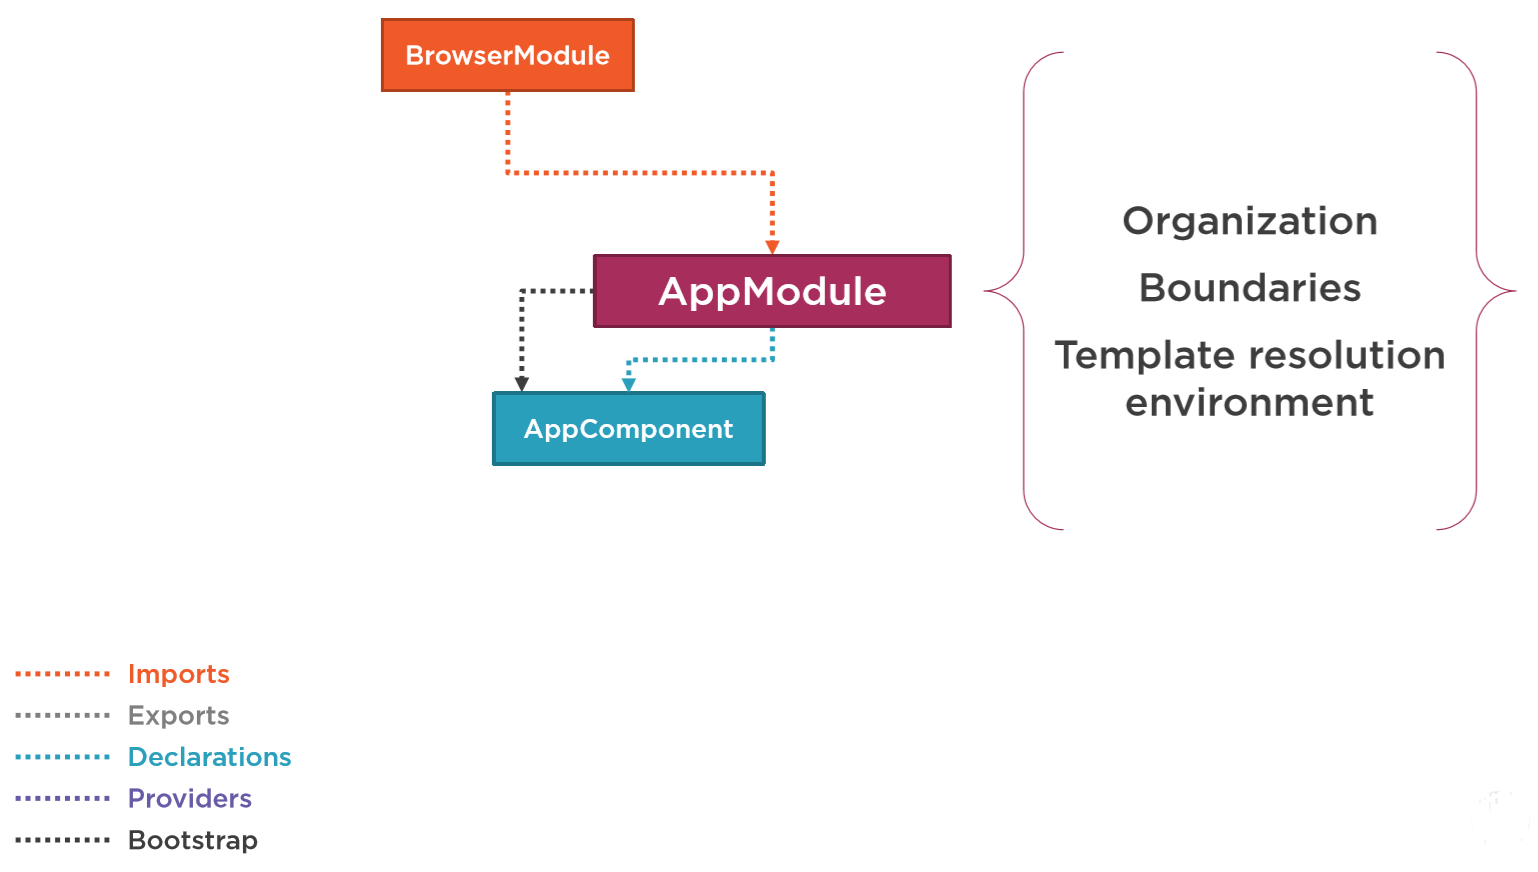 BrowserModule
AppModule
AppComponent
Organization
Boundaries
Template resolution
environment
Imports
Exports
Declarations
Providers
Bootstrap